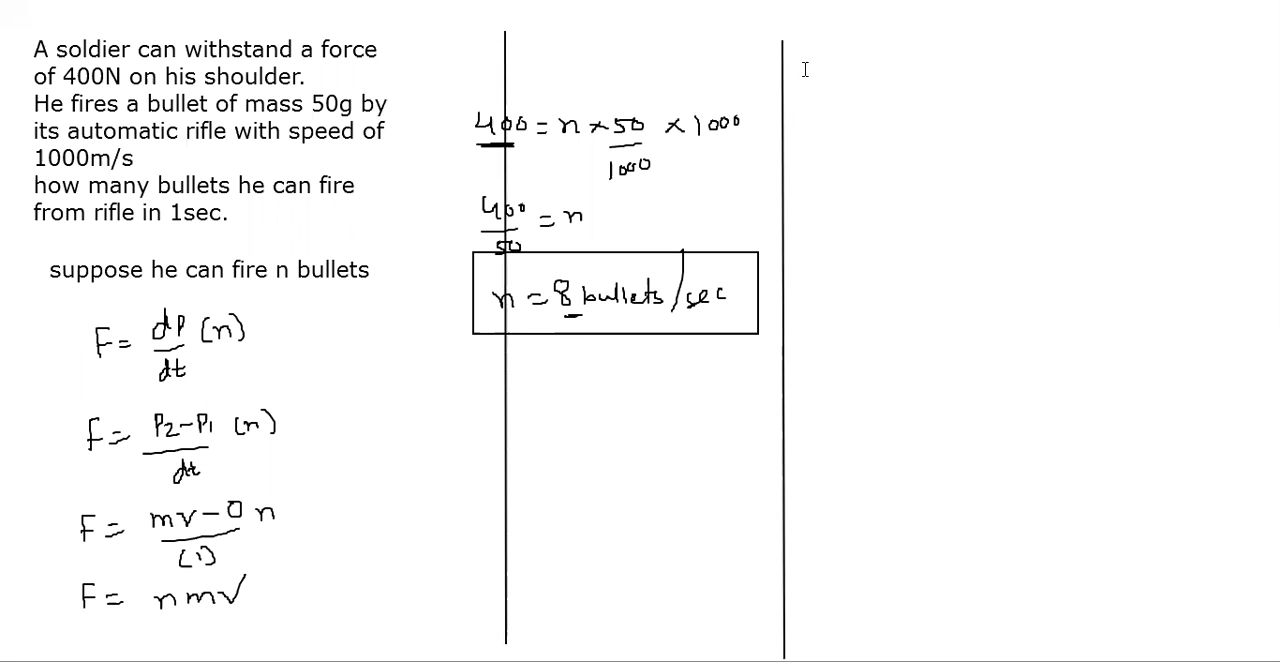 A soldier can withstand a force
of 400N on his shoulder.
He fires a bullet of mass 50g by
its automatic rifle with speed of
1000m/s
how many bullets he can fire
from rifle in 1sec.
suppose he can fire n bullets
F = dP/dt (n)
F = P2-P1/dt (n)
F = mv-0/(1) n
F = nmv
400 = n × 50/1000 × 1000
400/50 = n
n = 8 bullets/sec